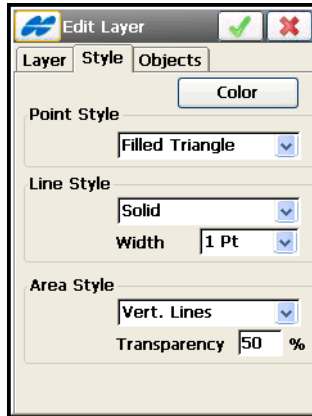 Edit Layer
Layer Style Objects
Color
Point Style
Filled Triangle
Line Style
Solid
Width 1 Pt
Area Style
Vert. Lines
Transparency 50 %